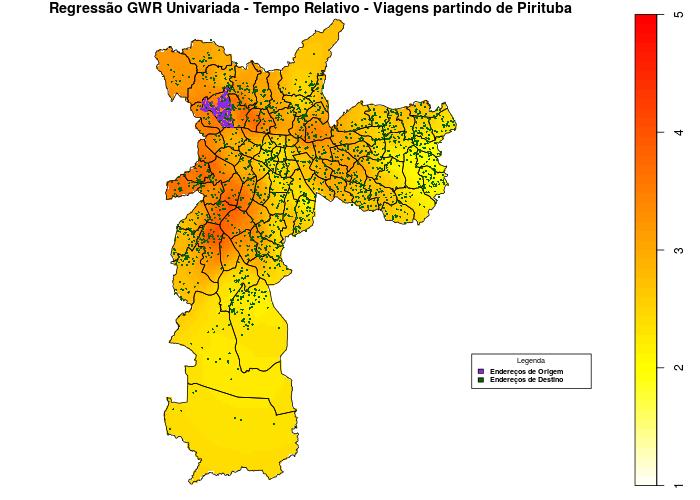 Regressão GWR Univariada - Tempo Relativo - Viagens partindo de Pirituba
5
4
3
2
1
Legenda
Endereços de Origem
Endereços de Destino